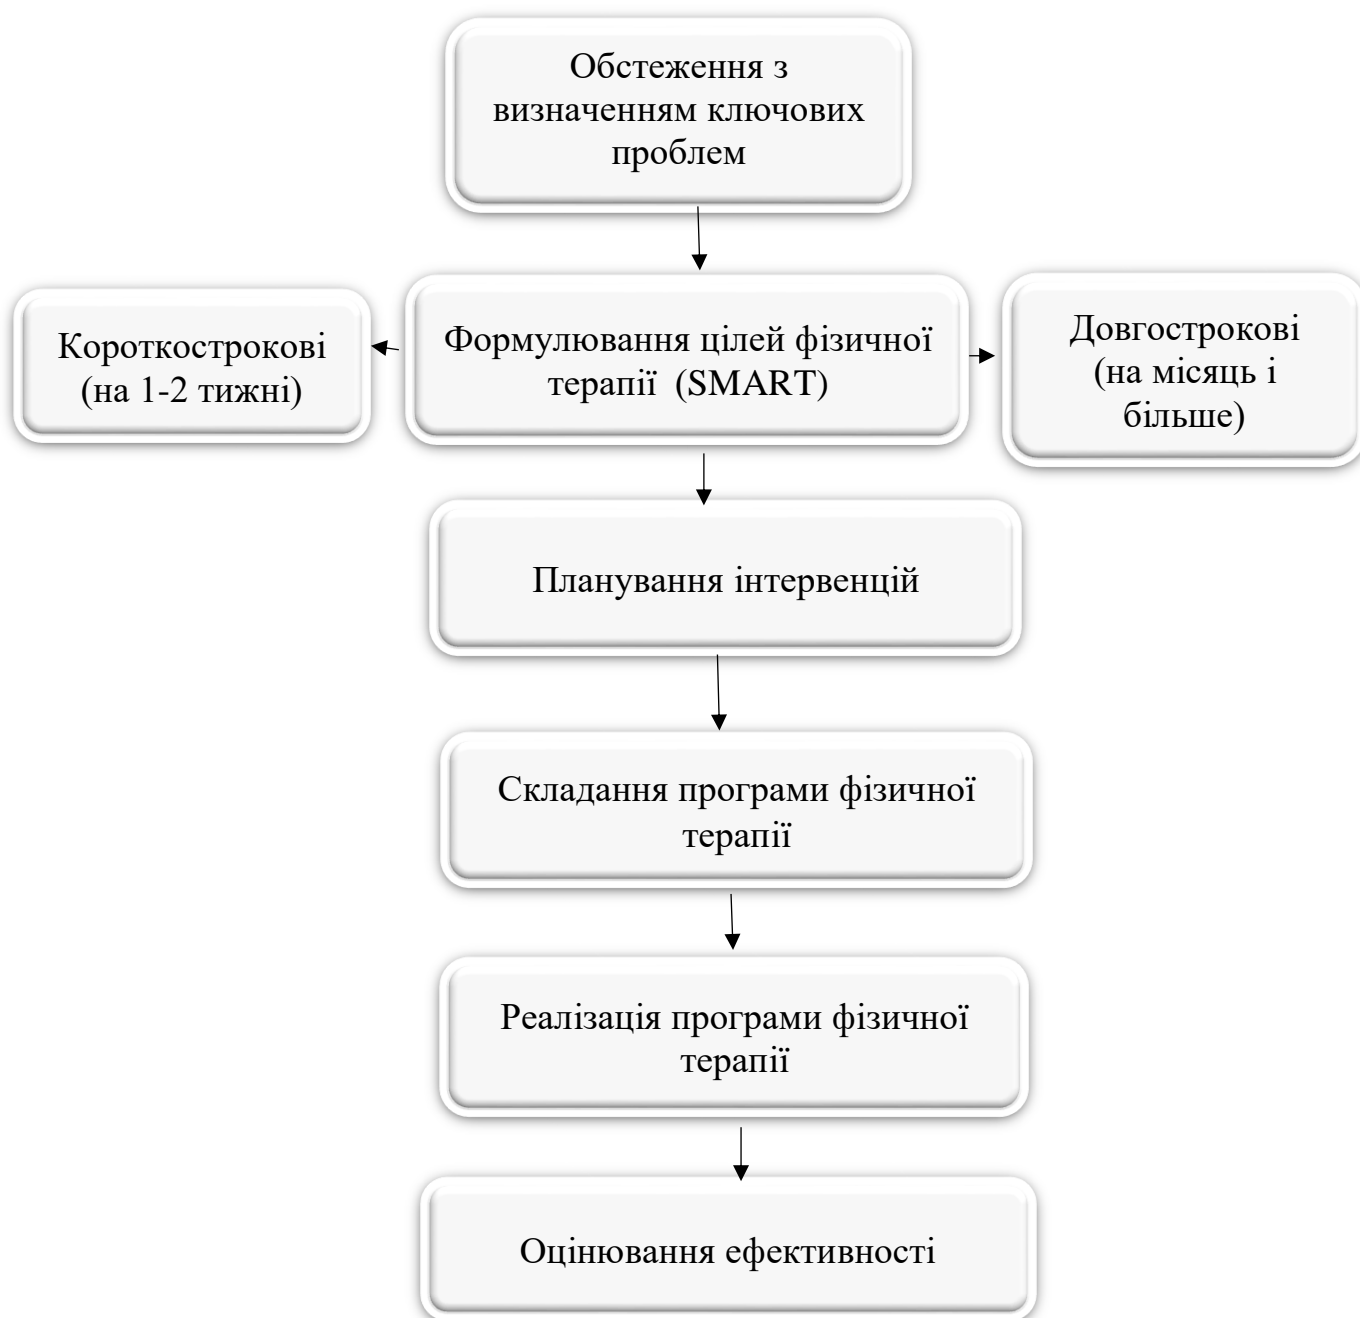 Обстеження з
визначенням ключових
проблем
Короткострокові
(на 1-2 тижні)
Формулювання цілей фізичної
терапії (SMART)
Довгострокові
(на місяць і
більше)
Планування інтервенцій
Складання програми фізичної
терапії
Реалізація програми фізичної
терапії
Оцінювання ефективності